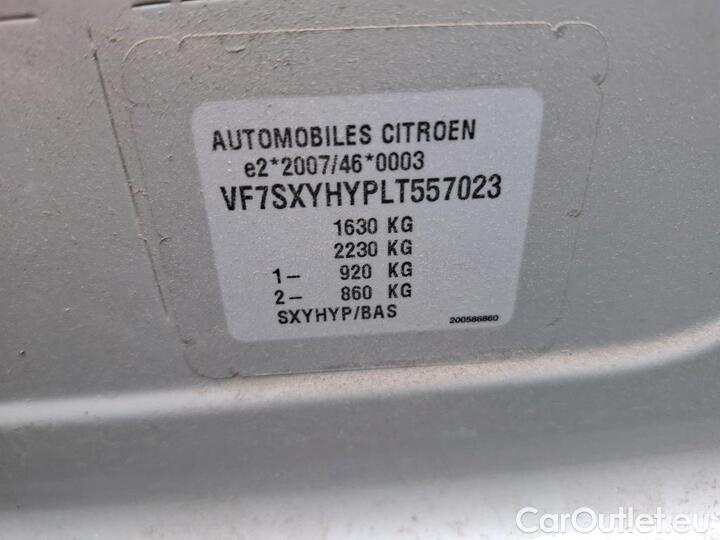 AUTOMOBILES CITROEN
e2*2007/46*0003
VF7SXYHYPLT557023
1630 KG
2230 KG
1— 920 KG
2— 860 KG
SXYHYP/BAS
200586860
CarOutlet.eu